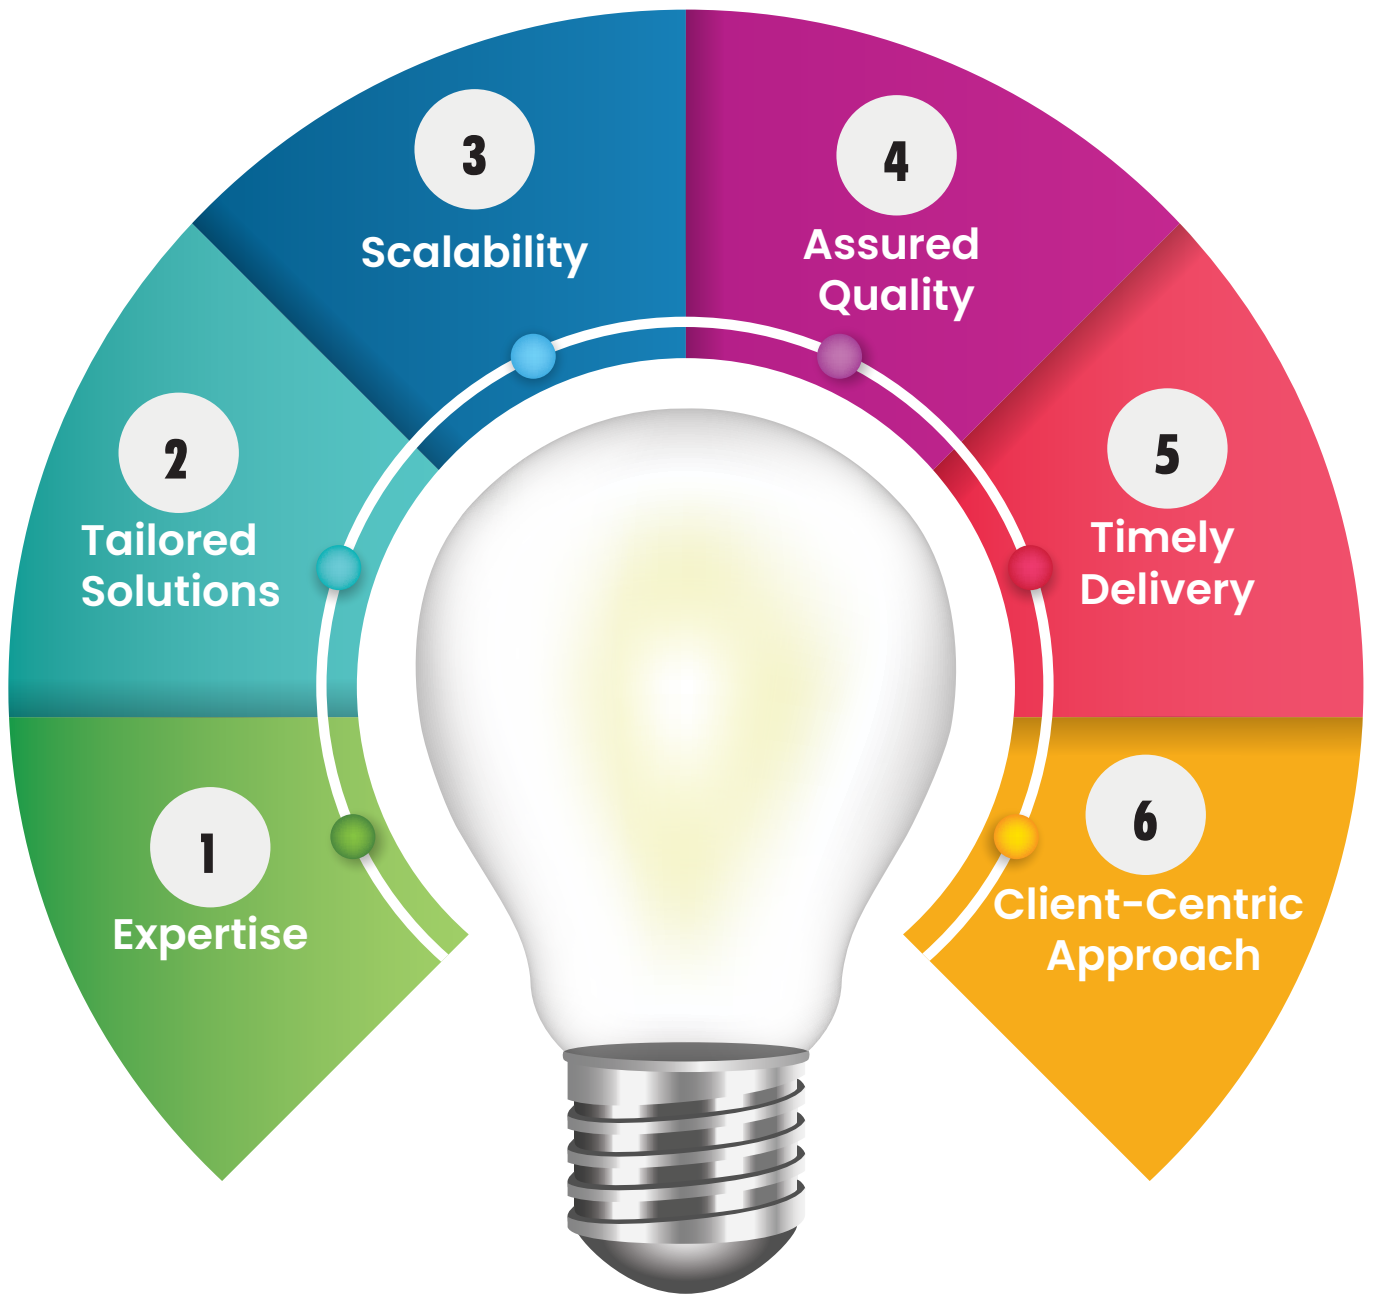 1
Expertise
2
Tailored
Solutions
3
Scalability
4
Assured
Quality
5
Timely
Delivery
6
Client-Centric
Approach